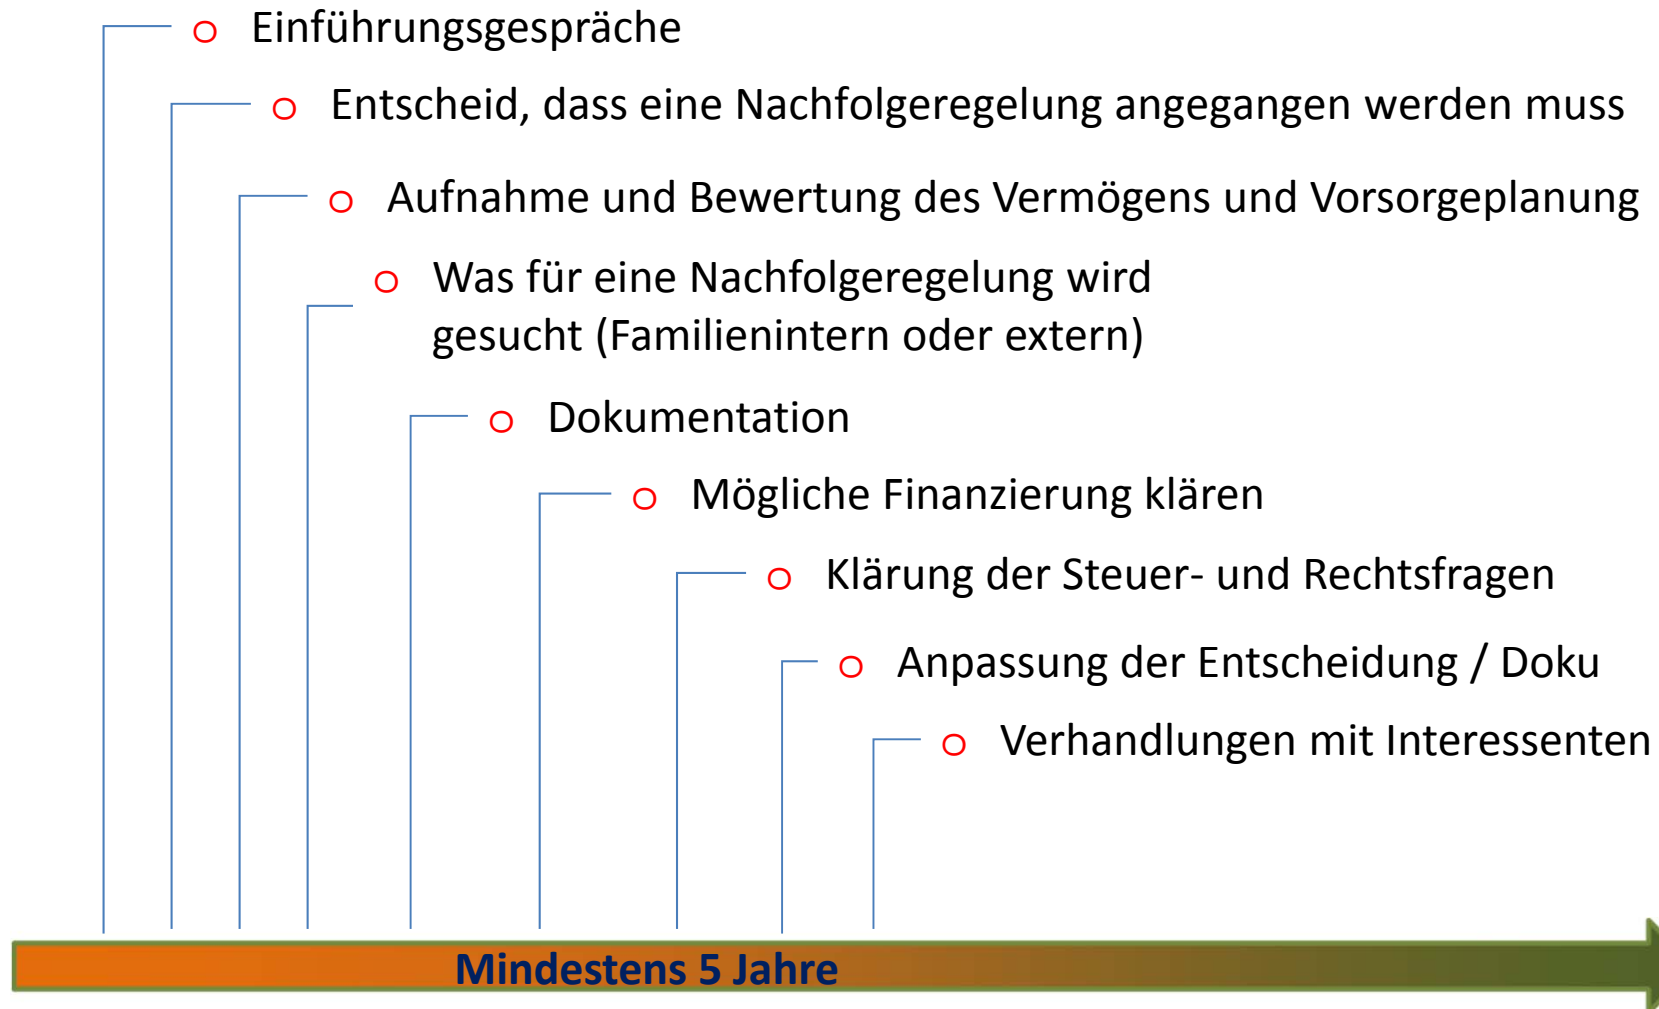 Einführungsgespräche
Entscheid, dass eine Nachfolgeregelung angegangen werden muss
Aufnahme und Bewertung des Vermögens und Vorsorgeplanung
Was für eine Nachfolgeregelung wird
gesucht (Familienintern oder extern)
Dokumentation
Mögliche Finanzierung klären
Klärung der Steuer- und Rechtsfragen
Anpassung der Entscheidung / Doku
Verhandlungen mit Interessenten
Mindestens 5 Jahre